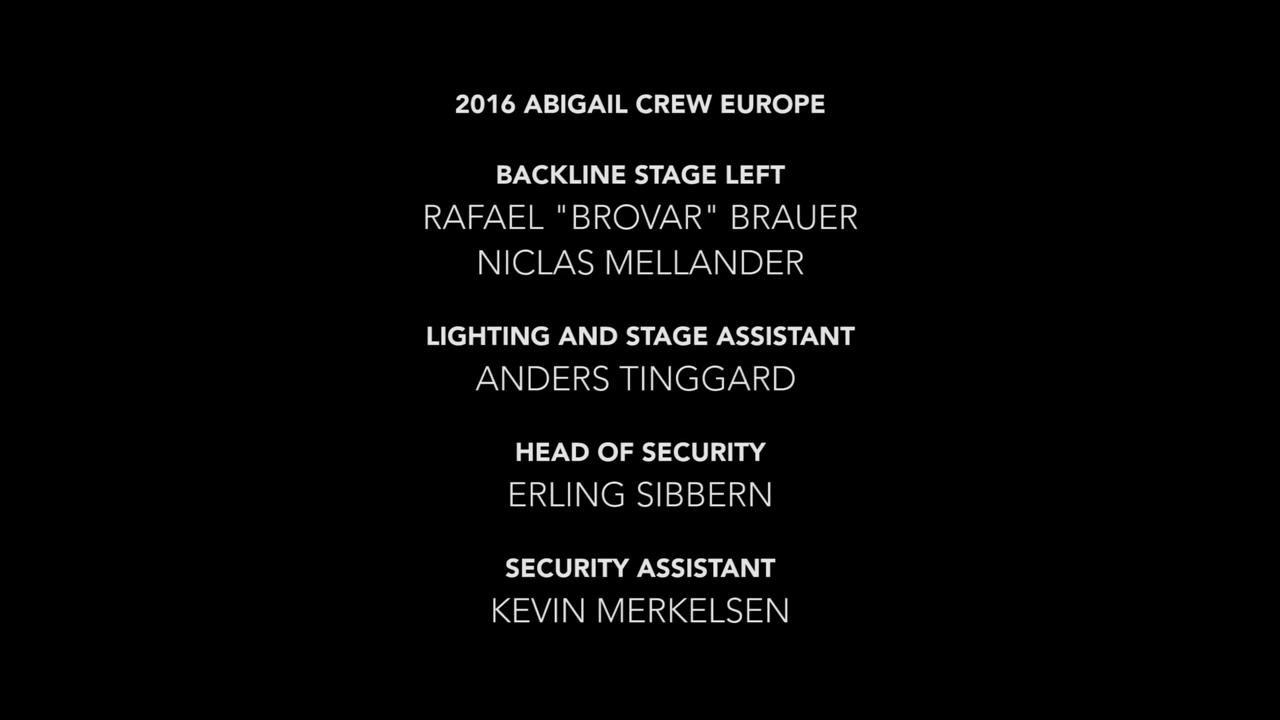 2016 ABIGAIL CREW EUROPE
BACKLINE STAGE LEFT
RAFAEL "BROVAR" BRAUER
NICLAS MELLANDER
LIGHTING AND STAGE ASSISTANT
ANDERS TINGGARD
HEAD OF SECURITY
ERLING SIBBERN
SECURITY ASSISTANT
KEVIN MERKELSEN